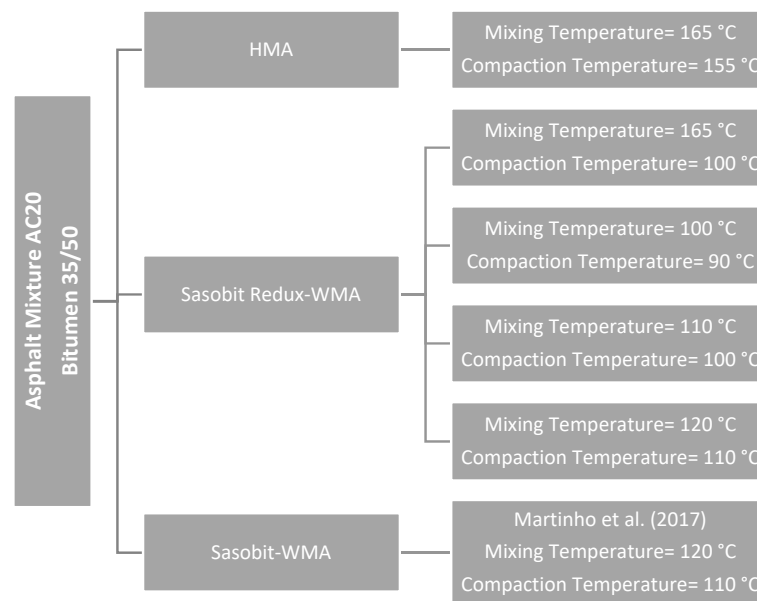 Asphalt Mixture AC20
Bitumen 35/50
HMA
Mixing Temperature= 165 °C
Compaction Temperature= 155 °C
Sasobit Redux-WMA
Mixing Temperature= 165 °C
Compaction Temperature= 100 °C
Mixing Temperature= 100 °C
Compaction Temperature= 90 °C
Mixing Temperature= 110 °C
Compaction Temperature= 100 °C
Mixing Temperature= 120 °C
Compaction Temperature= 110 °C
Sasobit-WMA
Martinho et al. (2017)
Mixing Temperature= 120 °C
Compaction Temperature= 110 °C